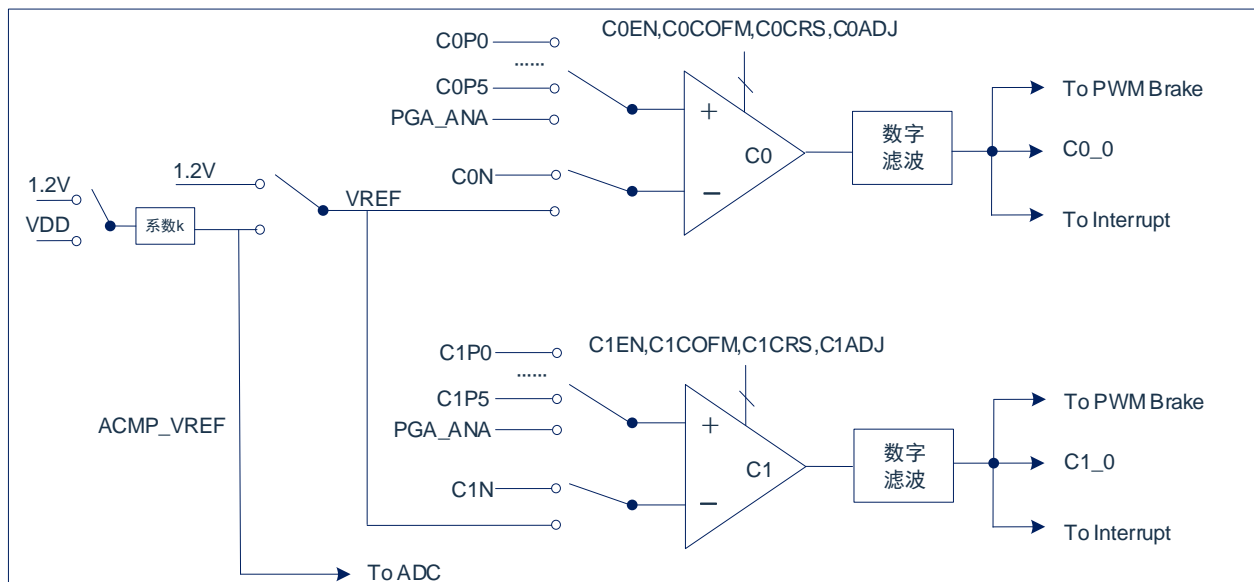 C0EN,C0COFM,C0CRS,C0ADJ
C0P0
......
C0P5
PGA_ANA
+
C0
−
C0N
数字
滤波
To PWM Brake
C0_0
To Interrupt
1.2V
VDD
系数k
1.2V
VREF
C1EN,C1COFM,C1CRS,C1ADJ
C1P0
......
C1P5
PGA_ANA
+
C1
−
C1N
数字
滤波
To PWM Brake
C1_0
To Interrupt
ACMP_VREF
To ADC